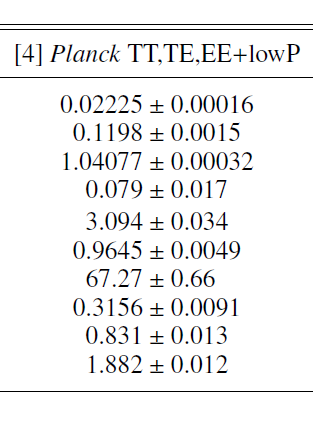 [4] Planck TT,TE,EE+lowP
0.02225 ± 0.00016
0.1198 ± 0.0015
1.04077 ± 0.00032
0.079 ± 0.017
3.094 ± 0.034
0.9645 ± 0.0049
67.27 ± 0.66
0.3156 ± 0.0091
0.831 ± 0.013
1.882 ± 0.012